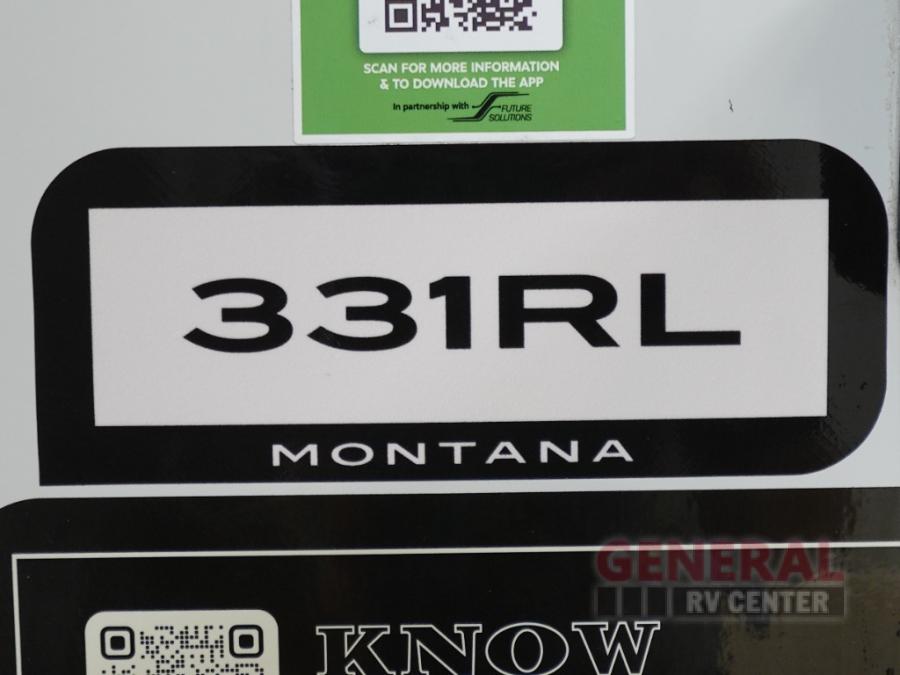 SCAN FOR MORE INFORMATION
& TO DOWNLOAD THE APP
In partnership with FUTURE
SOLUTIONS
331RL
MONTANA
GENERAL
RV CENTER
KNOW